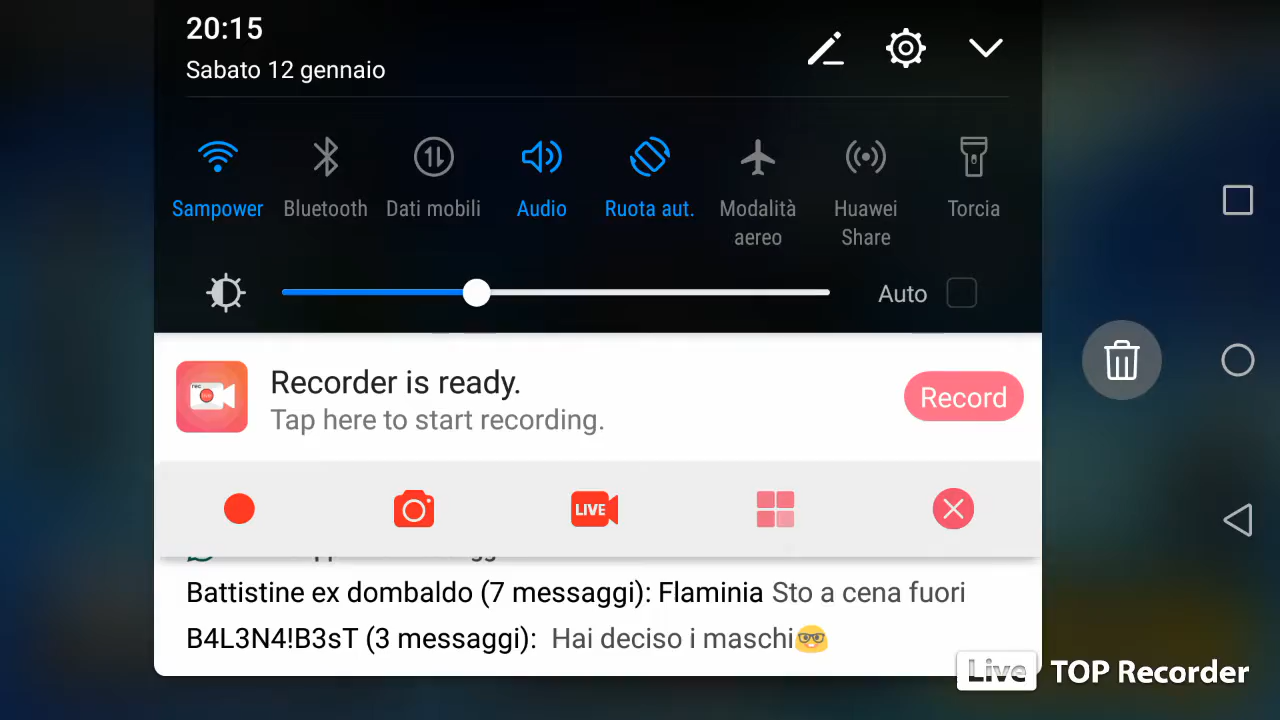 20:15
Sabato 12 gennaio
Sampower
Bluetooth
Dati mobili
Audio
Ruota aut.
Modalità
aereo
Huawei
Share
Torcia
Auto
Recorder is ready.
Tap here to start recording.
Record
LIVE
Battistine ex dombaldo (7 messaggi): Flaminia Sto a cena fuori
B4L3N4!B3sT (3 messaggi): Hai deciso i maschi🤓
Live TOP Recorder